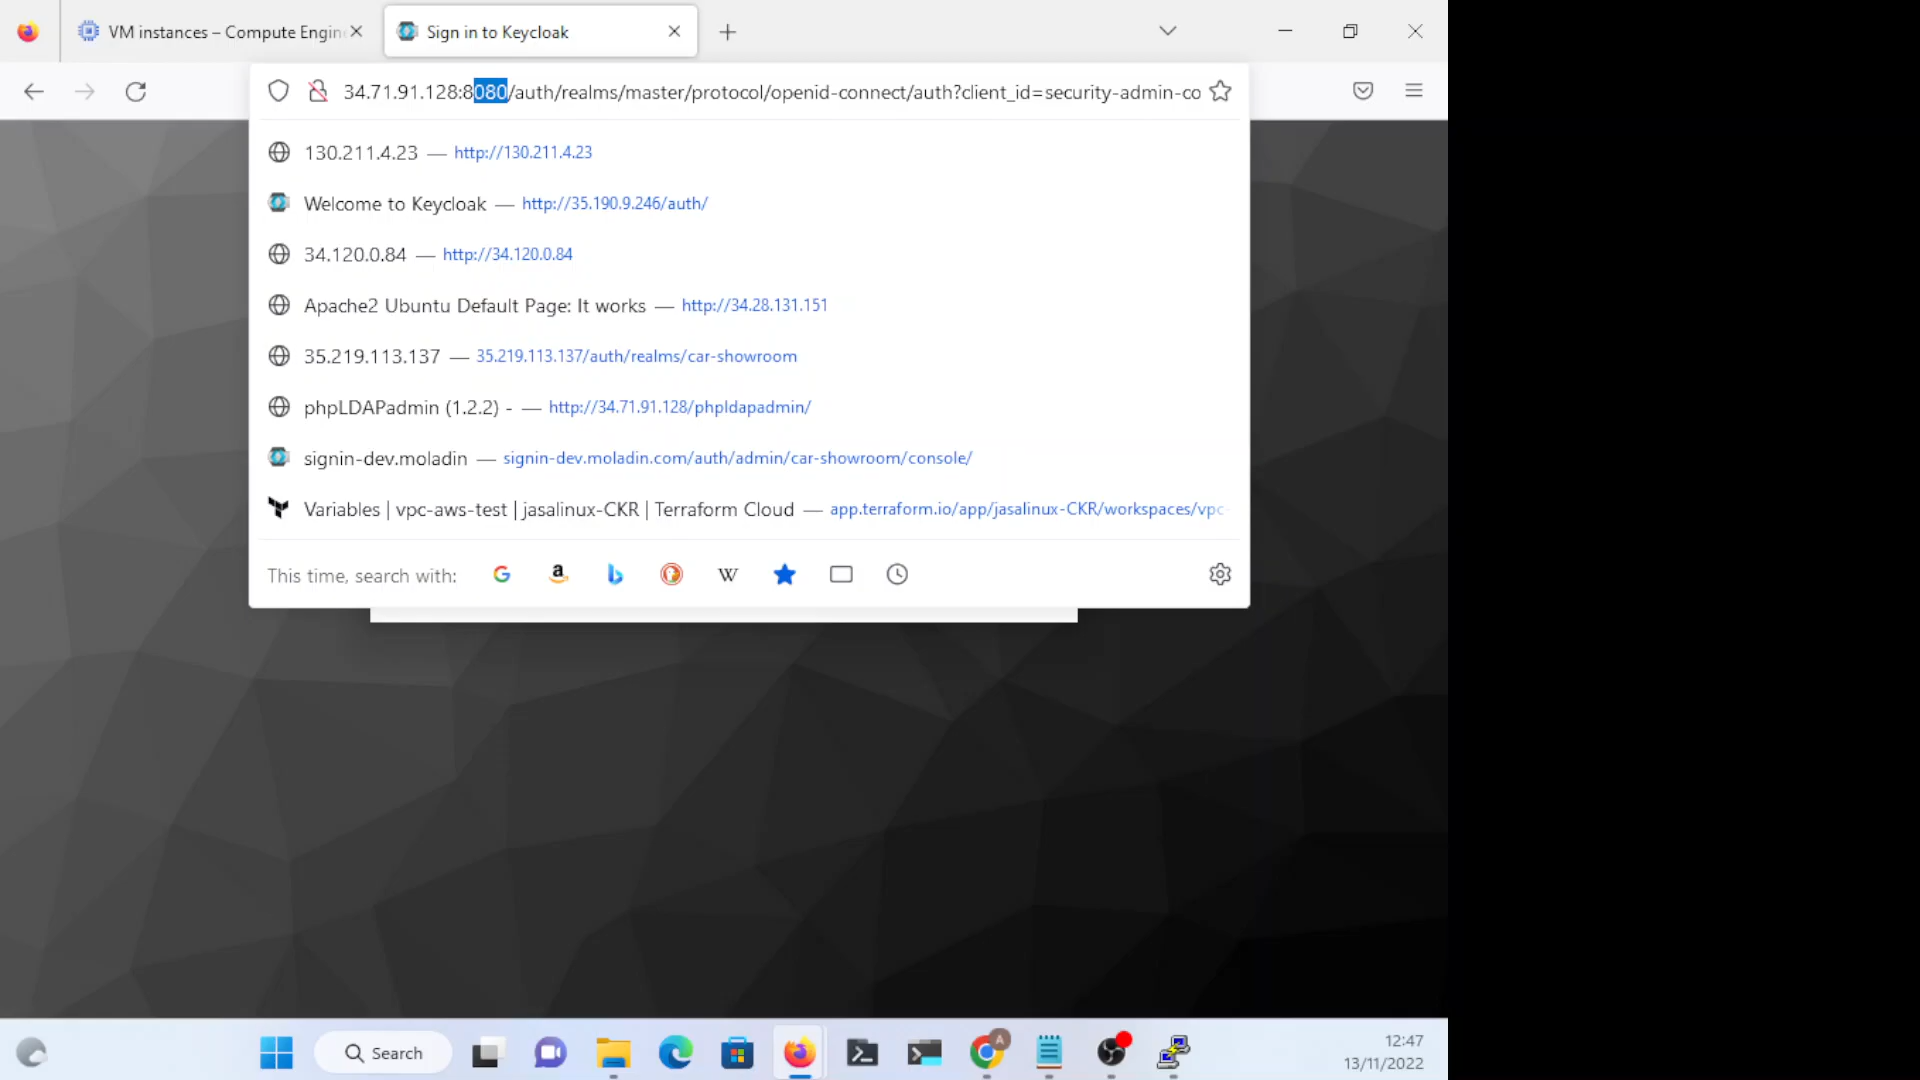 VM instances – Compute Engin
Sign in to Keycloak
34.71.91.128:8080/auth/realms/master/protocol/openid-connect/auth?client_id=security-admin-co
130.211.4.23 — http://130.211.4.23
Welcome to Keycloak — http://35.190.9.246/auth/
34.120.0.84 — http://34.120.0.84
Apache2 Ubuntu Default Page: It works — http://34.28.131.151
35.219.113.137 — 35.219.113.137/auth/realms/car-showroom
phpLDAPadmin (1.2.2) - — http://34.71.91.128/phpldapadmin/
signin-dev.moladin — signin-dev.moladin.com/auth/admin/car-showroom/console/
Variables | vpc-aws-test | jasalinux-CKR | Terraform Cloud — app.terraform.io/app/jasalinux-CKR/workspaces/vpc-
This time, search with:
Search
12:47
13/11/2022